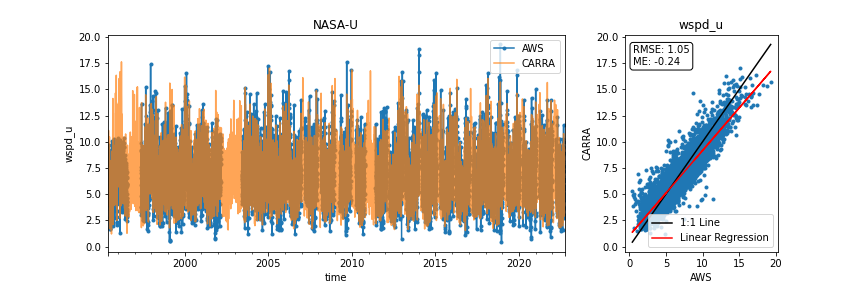 NASA-U
wspd_u
20.0
17.5
15.0
12.5
10.0
7.5
5.0
2.5
0.0
wspd_u
2000
2005
2010
2015
2020
time
AWS
CARRA
wspd_u
20.0
17.5
15.0
12.5
10.0
7.5
5.0
2.5
0.0
CARRA
RMSE: 1.05
ME: -0.24
1:1 Line
Linear Regression
0
5
10
15
20
AWS